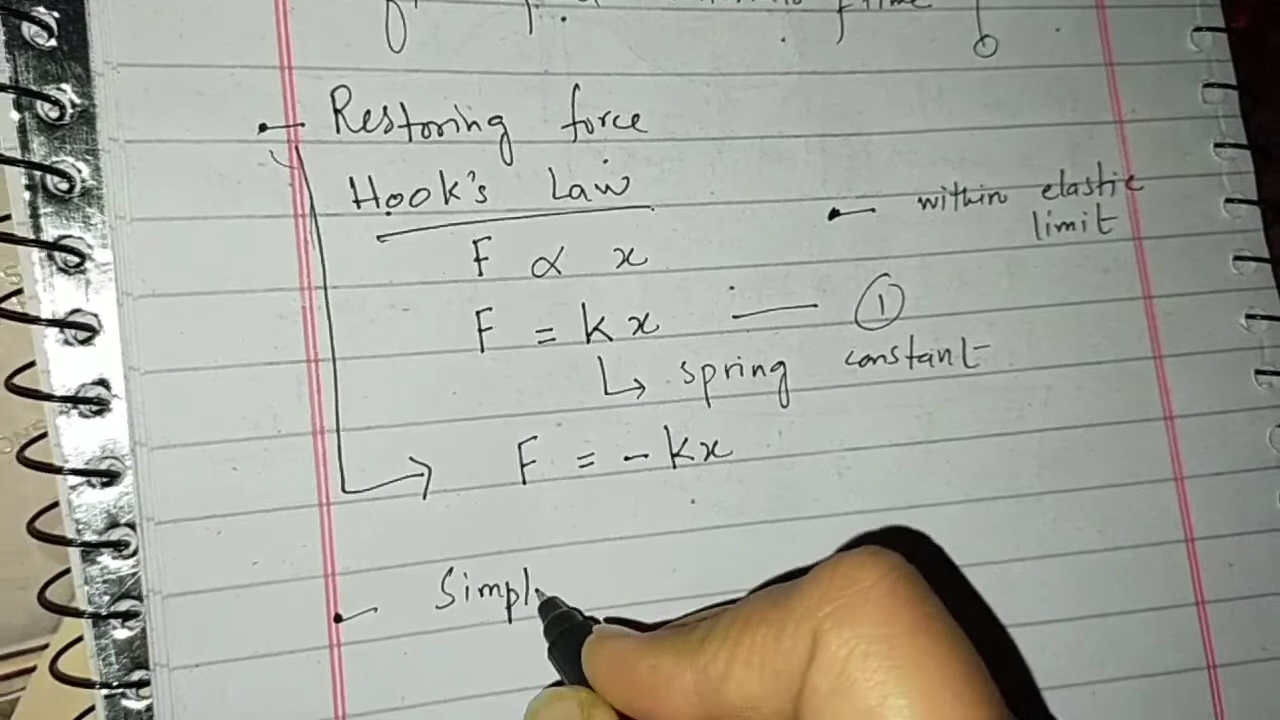 Restoring force
Hook's Law
within elastic
limit
F ∝ x
F = kx — ①
↳ spring constant
→ F = - kx
Simpl